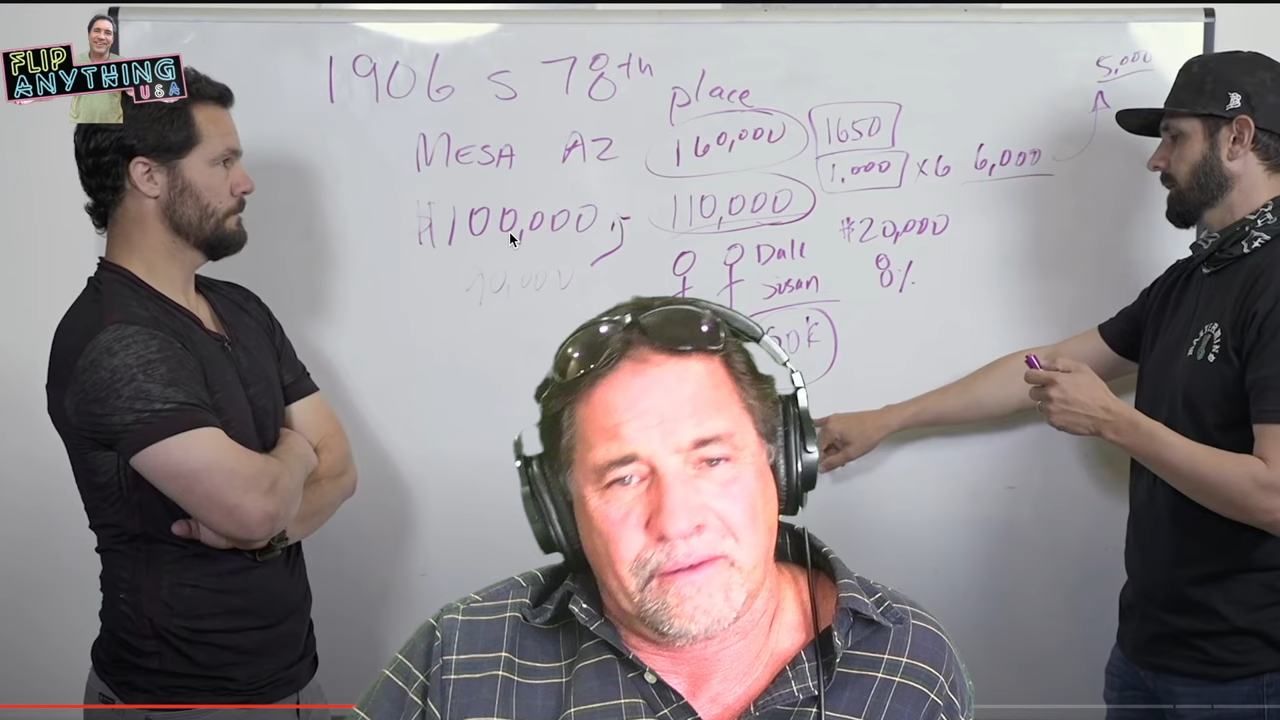 FLIP
ANYTHING
USA
1906 S 78th place
MESA AZ
160,000
1650
1,000 x6 6,000
5,000
$100,000
110,000
$20,000
Dale
8%
susan
MASTERMIND